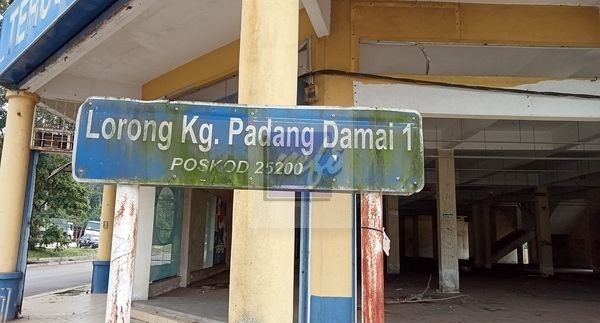 Lorong Kg. Padang Damai 1
POSKOD 25200